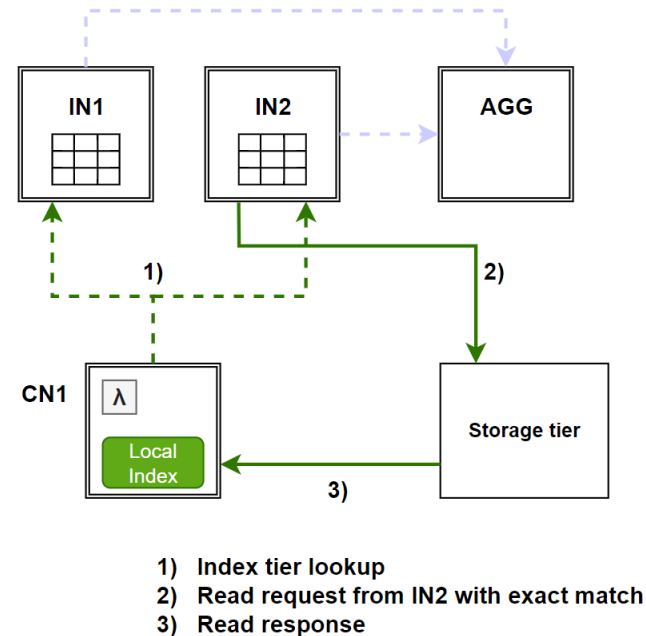 IN1
IN2
AGG
1)
2)
CN1
λ
Local
Index
Storage tier
3)
1) Index tier lookup
2) Read request from IN2 with exact match
3) Read response